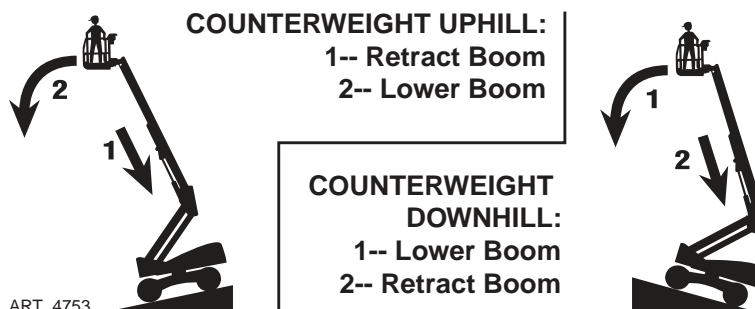 COUNTERWEIGHT UPHILL:
1-- Retract Boom
2-- Lower Boom
2
1
COUNTERWEIGHT
DOWNHILL:
1-- Lower Boom
2-- Retract Boom
1
2
ART_4753